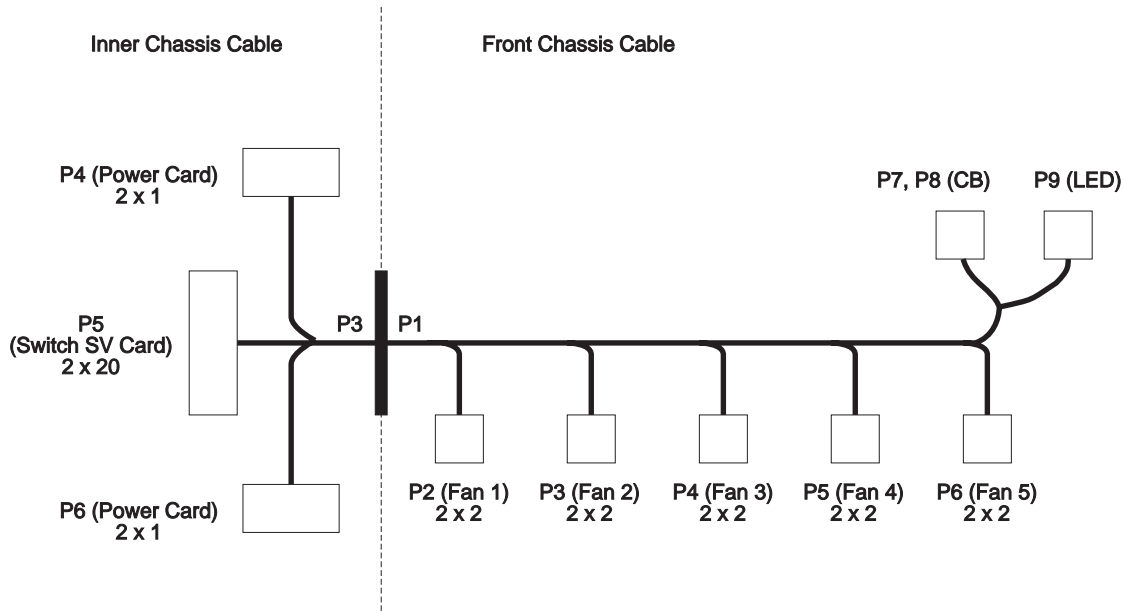 Inner Chassis Cable
Front Chassis Cable
P4 (Power Card)
2 x 1
P7, P8 (CB)
P9 (LED)
P5
(Switch SV Card)
2 x 20
P3
P1
P6 (Power Card)
2 x 1
P2 (Fan 1)
2 x 2
P3 (Fan 2)
2 x 2
P4 (Fan 3)
2 x 2
P5 (Fan 4)
2 x 2
P6 (Fan 5)
2 x 2